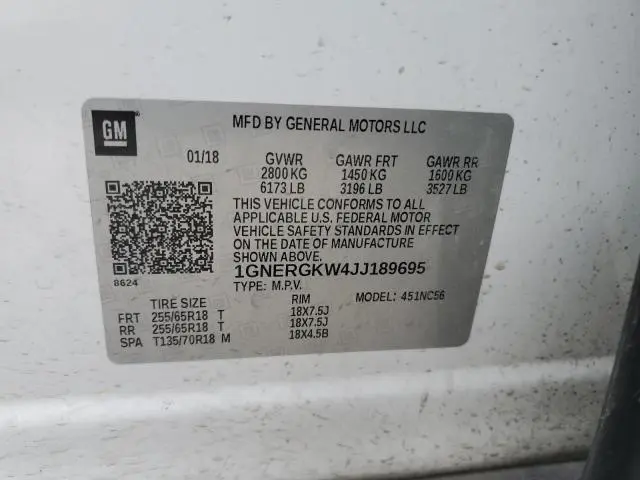 GM
MFD BY GENERAL MOTORS LLC
01/18 GVWR GAWR FRT GAWR RR
2800 KG 1450 KG 1600 KG
6173 LB 3196 LB 3527 LB
THIS VEHICLE CONFORMS TO ALL
APPLICABLE U.S. FEDERAL MOTOR
VEHICLE SAFETY STANDARDS IN EFFECT
ON THE DATE OF MANUFACTURE
SHOWN ABOVE.
1GNERGKW4JJ189695
8624
TYPE: M.P.V. MODEL: 451NC56
TIRE SIZE RIM
FRT 255/65R18 T 18X7.5J
RR 255/65R18 T 18X7.5J
SPA T135/70R18 M 18X4.5B